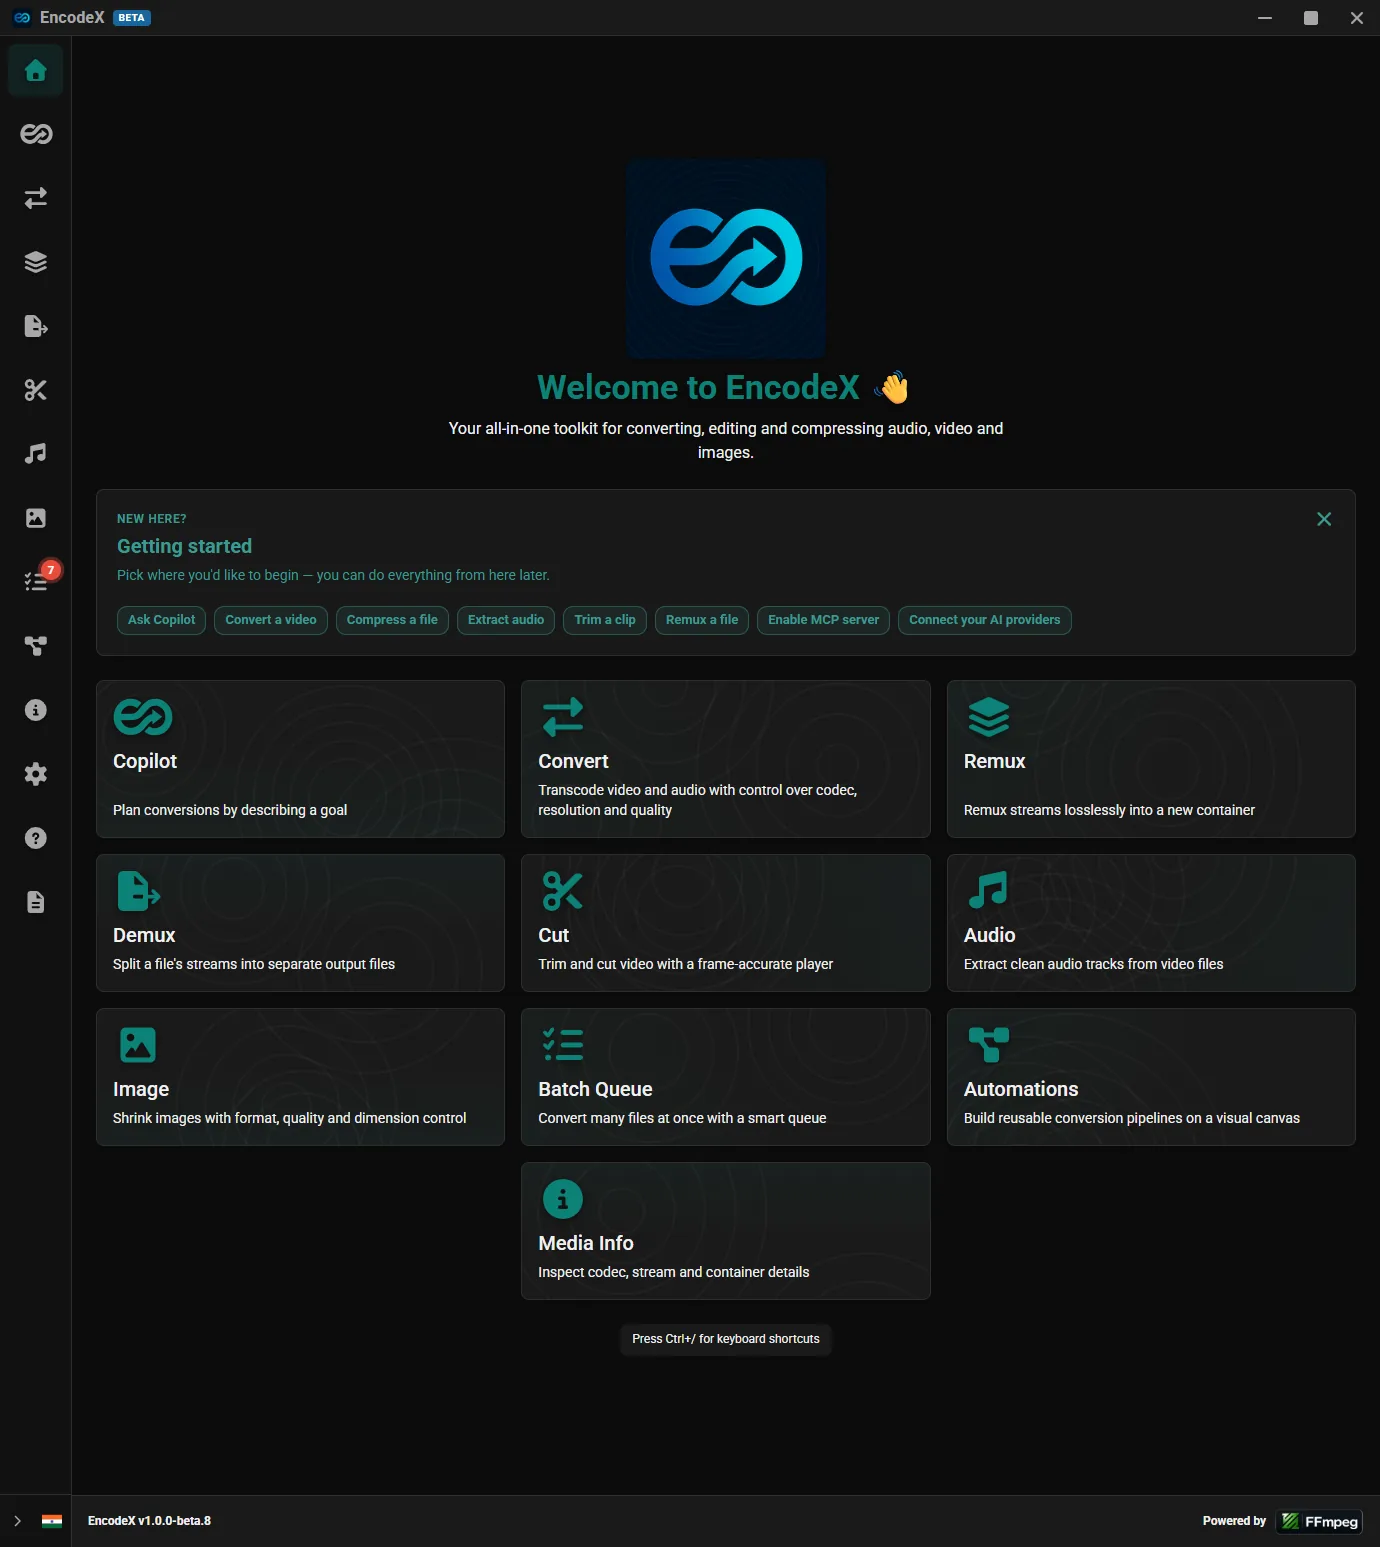 EncodeX BETA
Welcome to EncodeX
Your all-in-one toolkit for converting, editing and compressing audio, video and
images.
NEW HERE?
Getting started
Pick where you'd like to begin — you can do everything from here later.
Ask Copilot
Convert a video
Compress a file
Extract audio
Trim a clip
Remux a file
Enable MCP server
Connect your AI providers
7
Copilot
Plan conversions by describing a goal
Convert
Transcode video and audio with control over codec,
resolution and quality
Remux
Remux streams losslessly into a new container
Demux
Split a file's streams into separate output files
Cut
Trim and cut video with a frame-accurate player
Audio
Extract clean audio tracks from video files
Image
Shrink images with format, quality and dimension control
Batch Queue
Convert many files at once with a smart queue
Automations
Build reusable conversion pipelines on a visual canvas
Media Info
Inspect codec, stream and container details
Press Ctrl+/ for keyboard shortcuts
EncodeX v1.0.0-beta.8
Powered by FFmpeg